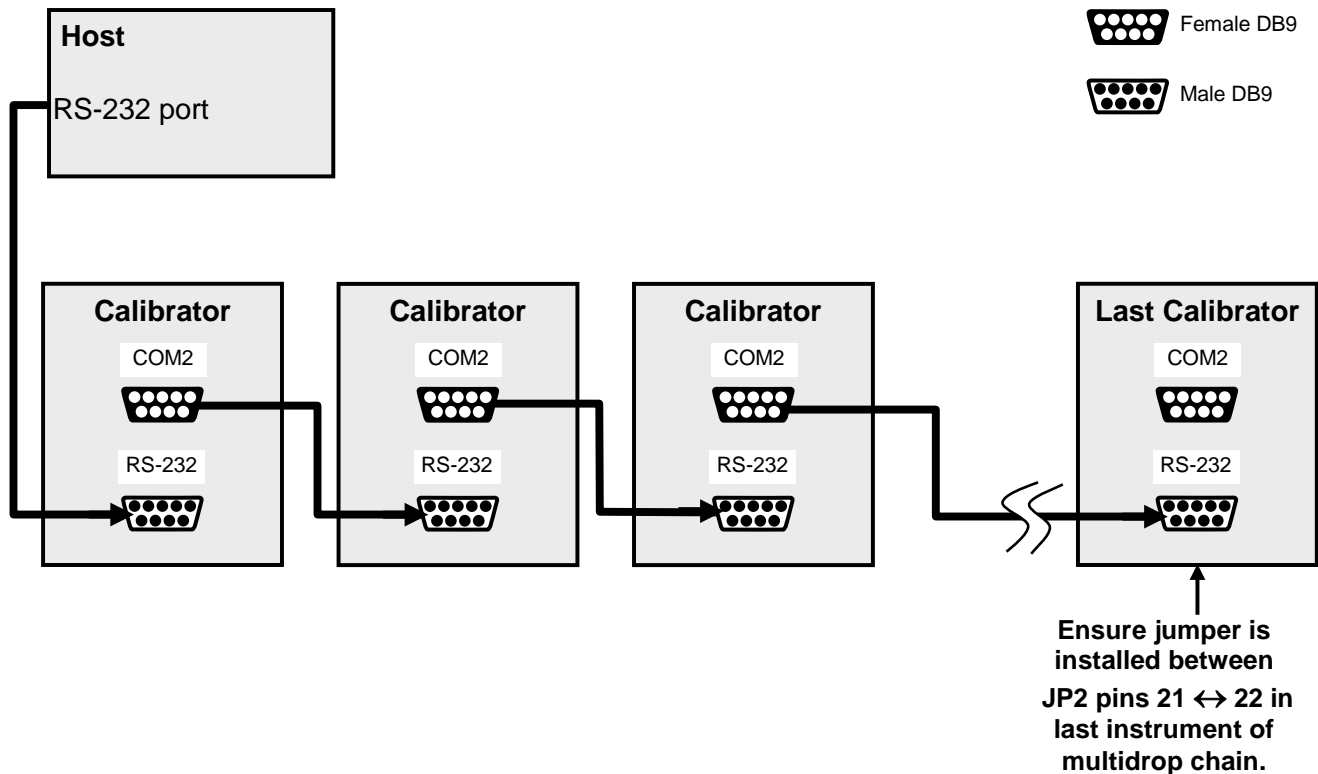 Host
RS-232 port
Female DB9
Male DB9
Calibrator
COM2
RS-232
Calibrator
COM2
RS-232
Calibrator
COM2
RS-232
Last Calibrator
COM2
RS-232
Ensure jumper is
installed between
JP2 pins 21 ↔ 22 in
last instrument of
multidrop chain.